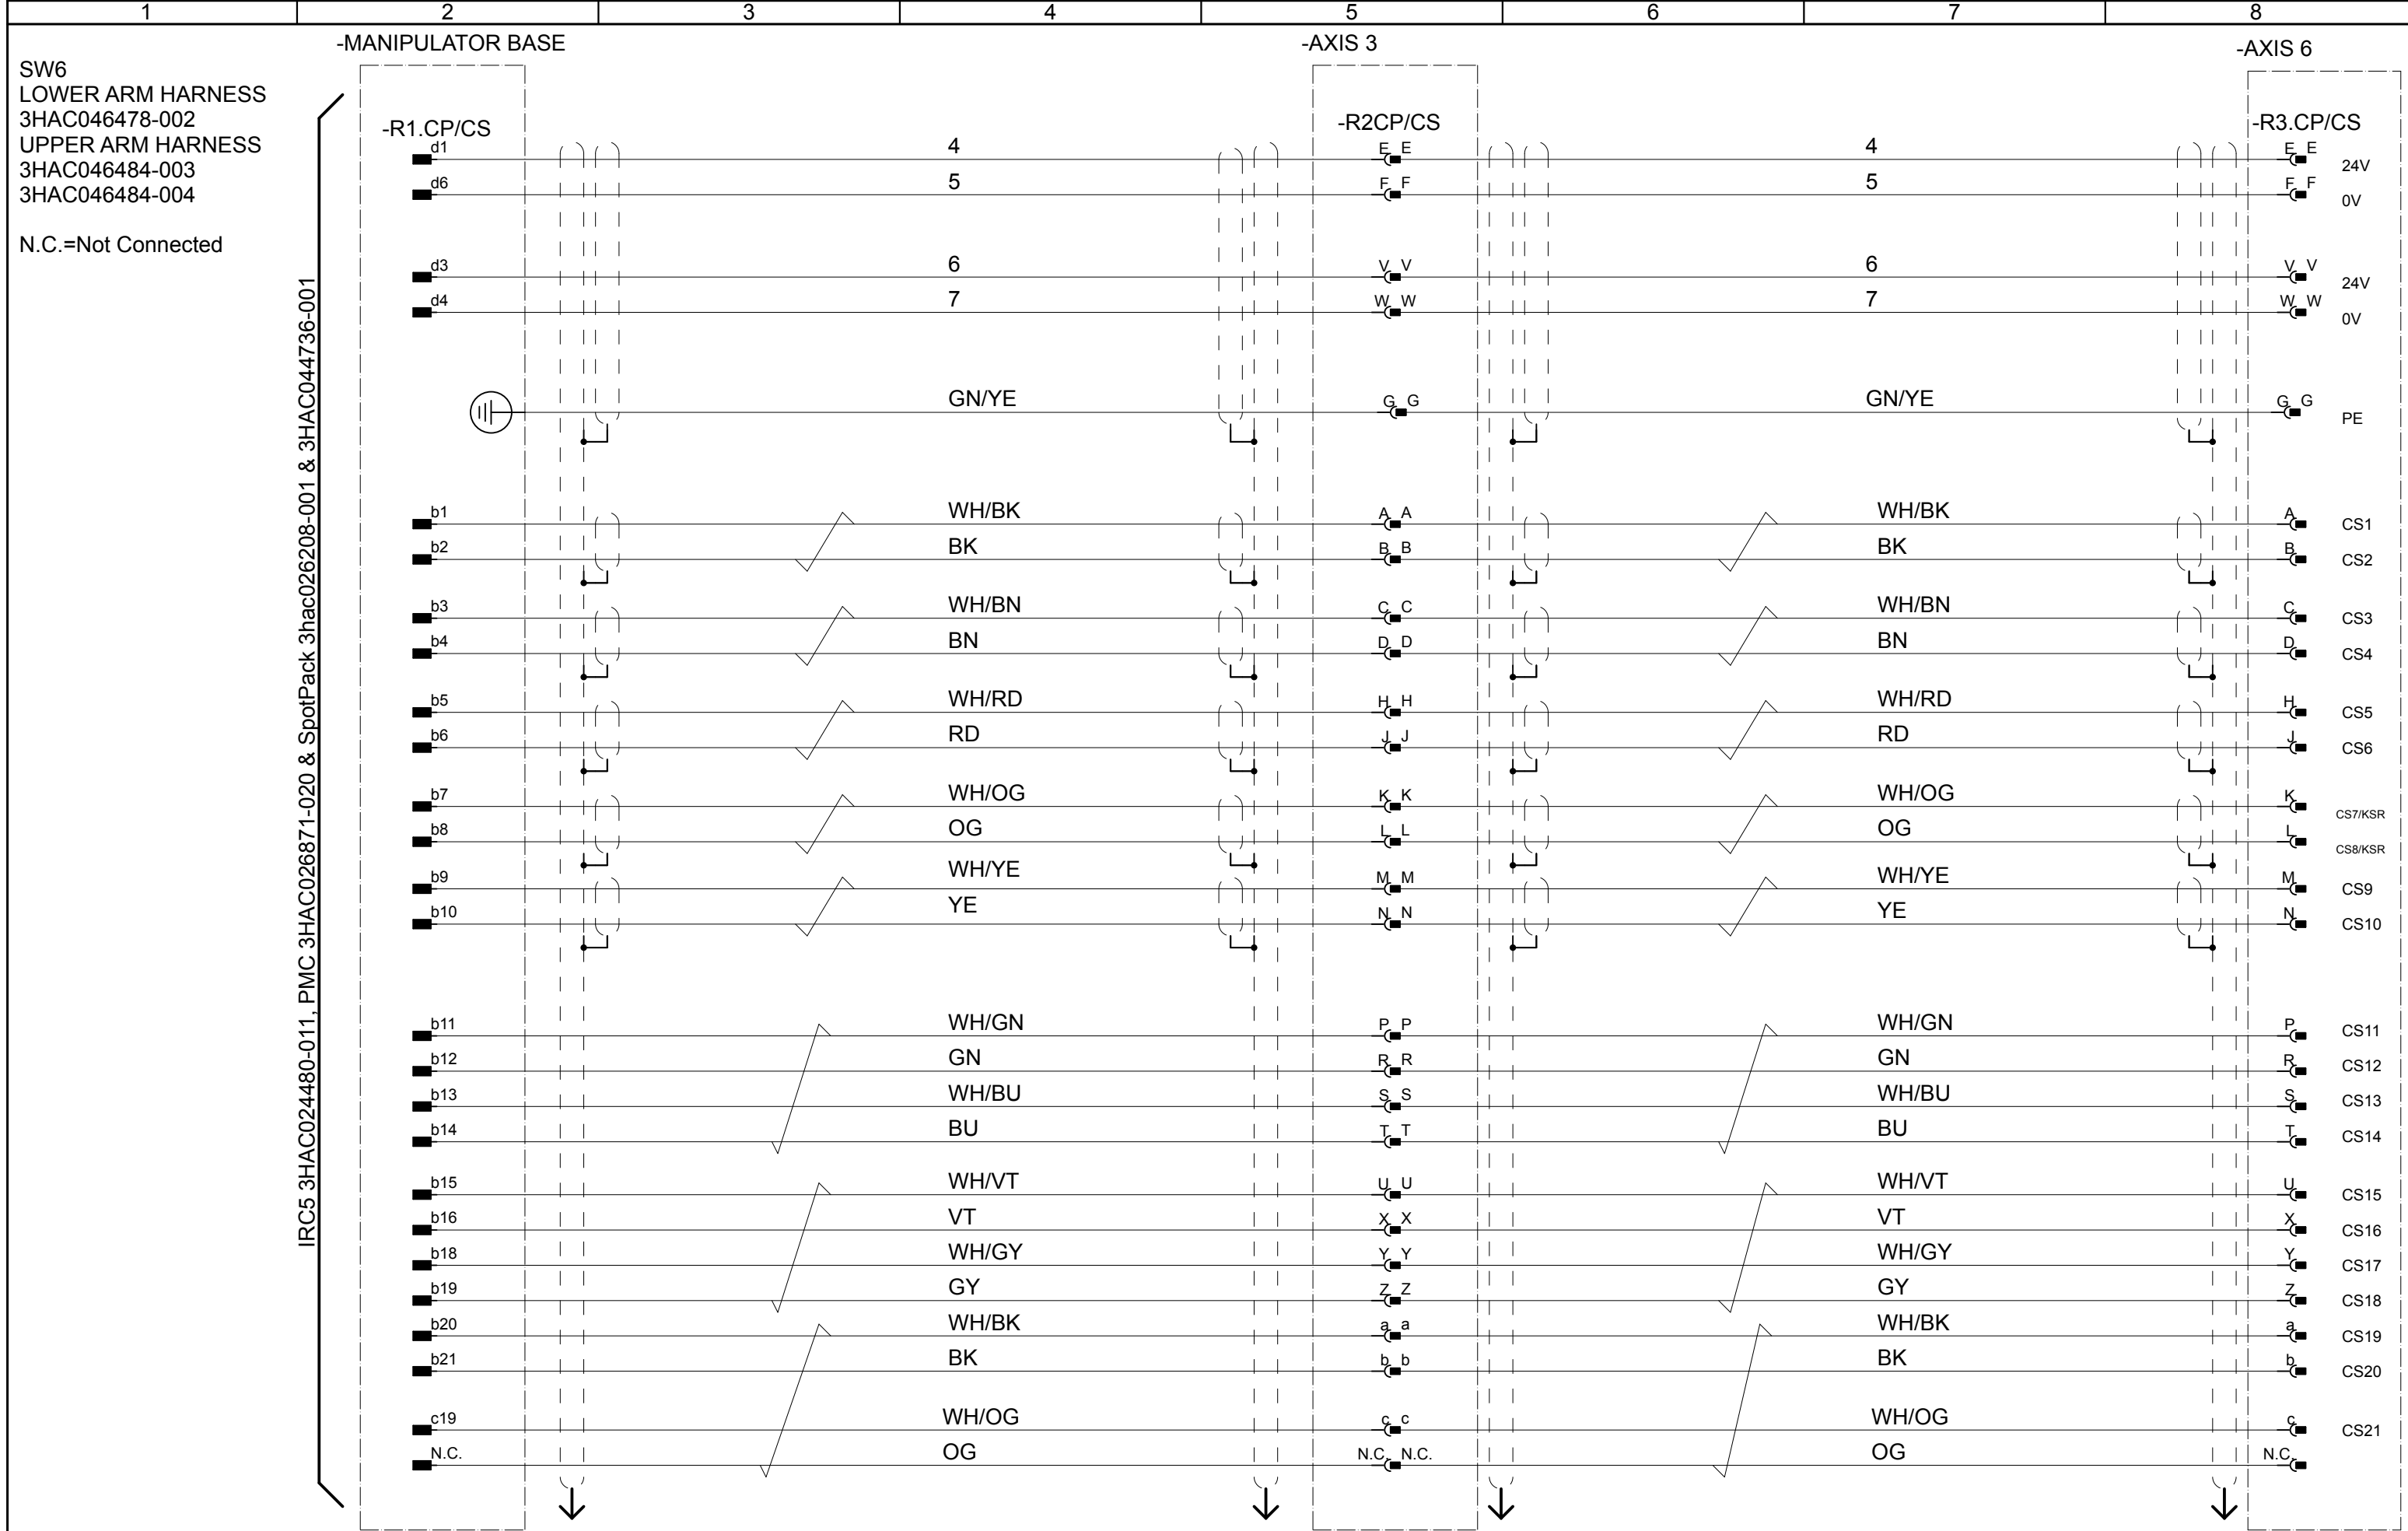 1 2 3 4 5 6 7 8
-MANIPULATOR BASE -AXIS 3 -AXIS 6
SW6
LOWER ARM HARNESS
3HAC046478-002
UPPER ARM HARNESS
3HAC046484-003
3HAC046484-004
N.C.=Not Connected
IRC5 3HAC024480-011, PMC 3HAC026871-020 & SpotPack 3hac026208-001 & 3HAC044736-001
-R1.CP/CS -R2CP/CS -R3.CP/CS
d1 4 E E 4 E E 24V
d6 5 F F 5 F F 0V
d3 6 V V 6 V V 24V
d4 7 W W 7 W W 0V
GN/YE G G GN/YE G G PE
b1 WH/BK A A WH/BK A CS1
b2 BK B B BK B CS2
b3 WH/BN C C WH/BN C CS3
b4 BN D D BN D CS4
b5 WH/RD H H WH/RD H CS5
b6 RD J J RD J CS6
b7 WH/OG K K WH/OG K CS7/KSR
b8 OG L L OG L CS8/KSR
b9 WH/YE M M WH/YE M CS9
b10 YE N N YE N CS10
b11 WH/GN P P WH/GN P CS11
b12 GN R R GN R CS12
b13 WH/BU S S WH/BU S CS13
b14 BU T T BU T CS14
b15 WH/VT U U WH/VT U CS15
b16 VT X X VT X CS16
b18 WH/GY Y Y WH/GY Y CS17
b19 GY Z Z GY Z CS18
b20 WH/BK a a WH/BK a CS19
b21 BK b b BK b CS20
c19 WH/OG c c WH/OG c CS21
N.C. OG N.C. N.C. OG N.C.